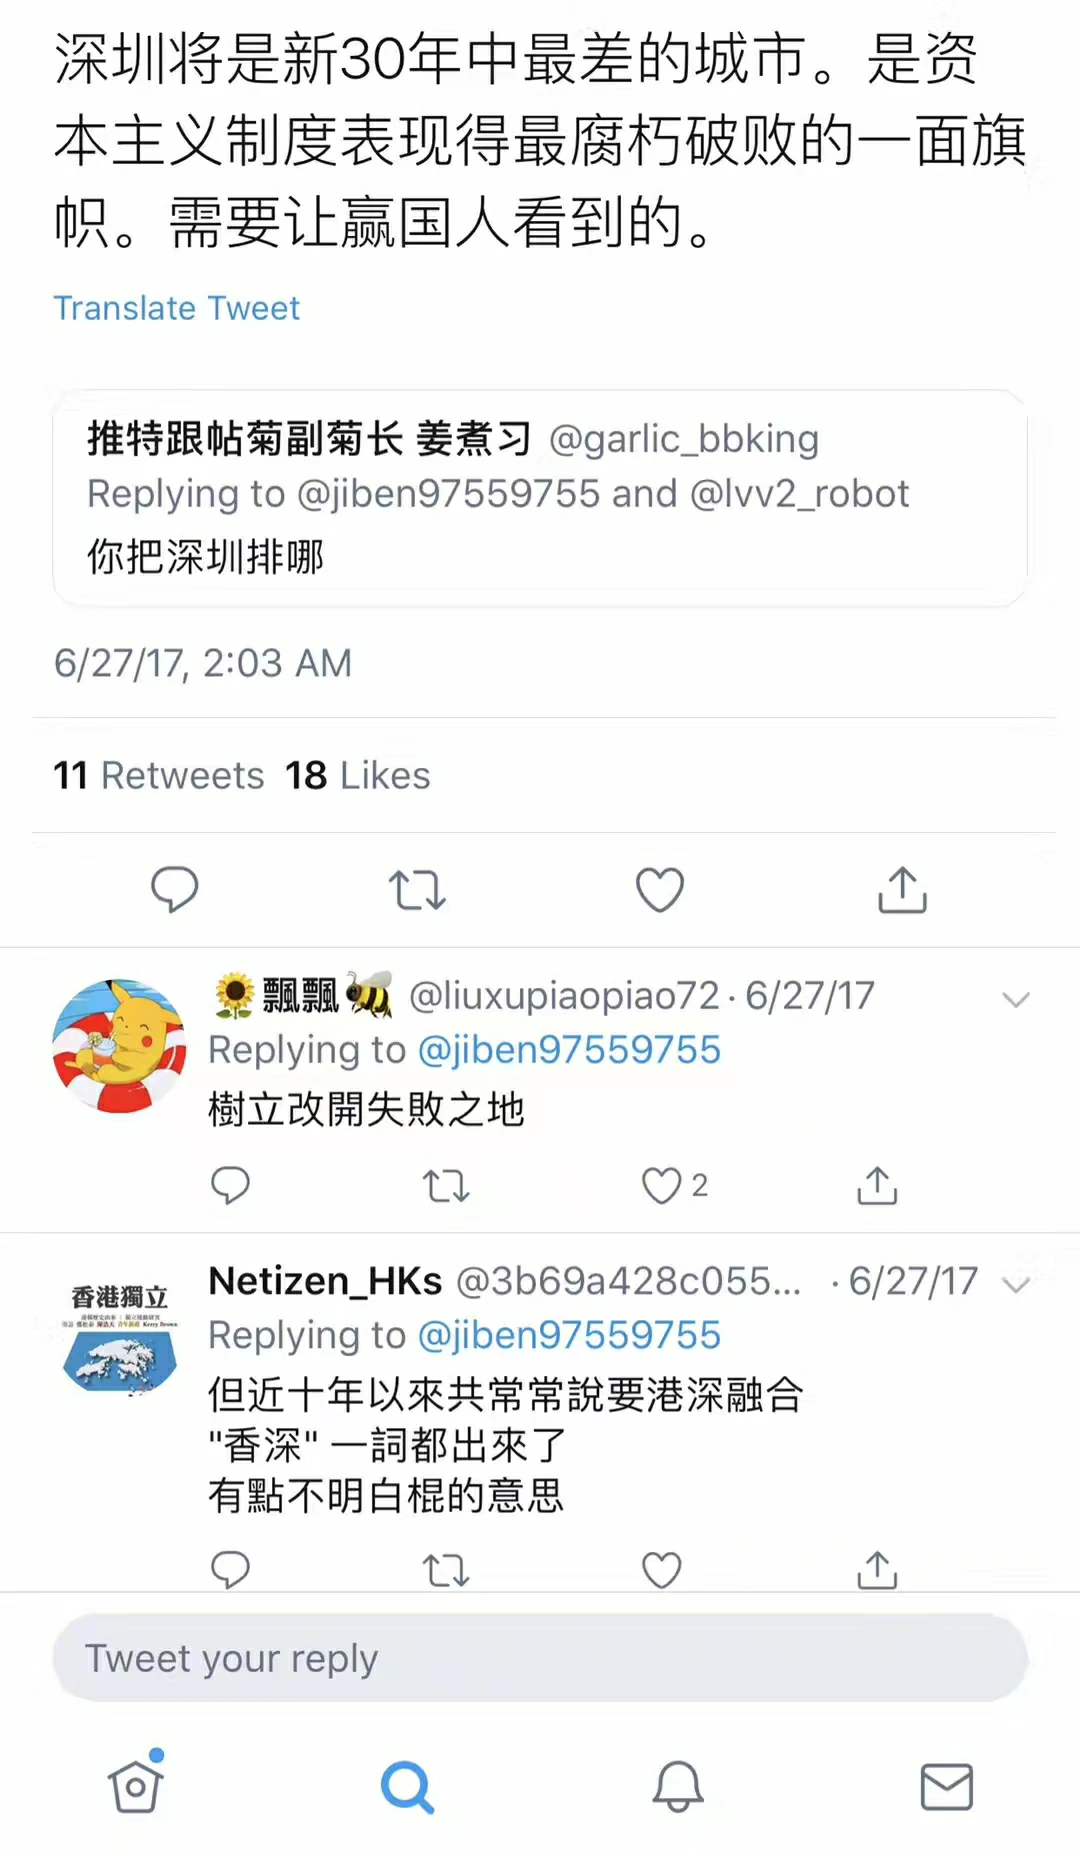 深圳将是新30年中最差的城市。是资
本主义制度表现得最腐朽破败的一面旗
帜。需要让赢国人看到的。
Translate Tweet
推特跟帖菊副菊长 姜煮习 @garlic_bbking
Replying to @jiben97559755 and @lvv2_robot
你把深圳排哪
6/27/17, 2:03 AM
11 Retweets 18 Likes
🌻飄飄🐝 @liuxupiaopiao72 · 6/27/17
Replying to @jiben97559755
樹立改開失敗之地
2
Netizen_HKs @3b69a428c055... · 6/27/17
香港獨立
Replying to @jiben97559755
但近十年以來共常常說要港深融合
"香深" 一詞都出來了
有點不明白棍的意思
Tweet your reply